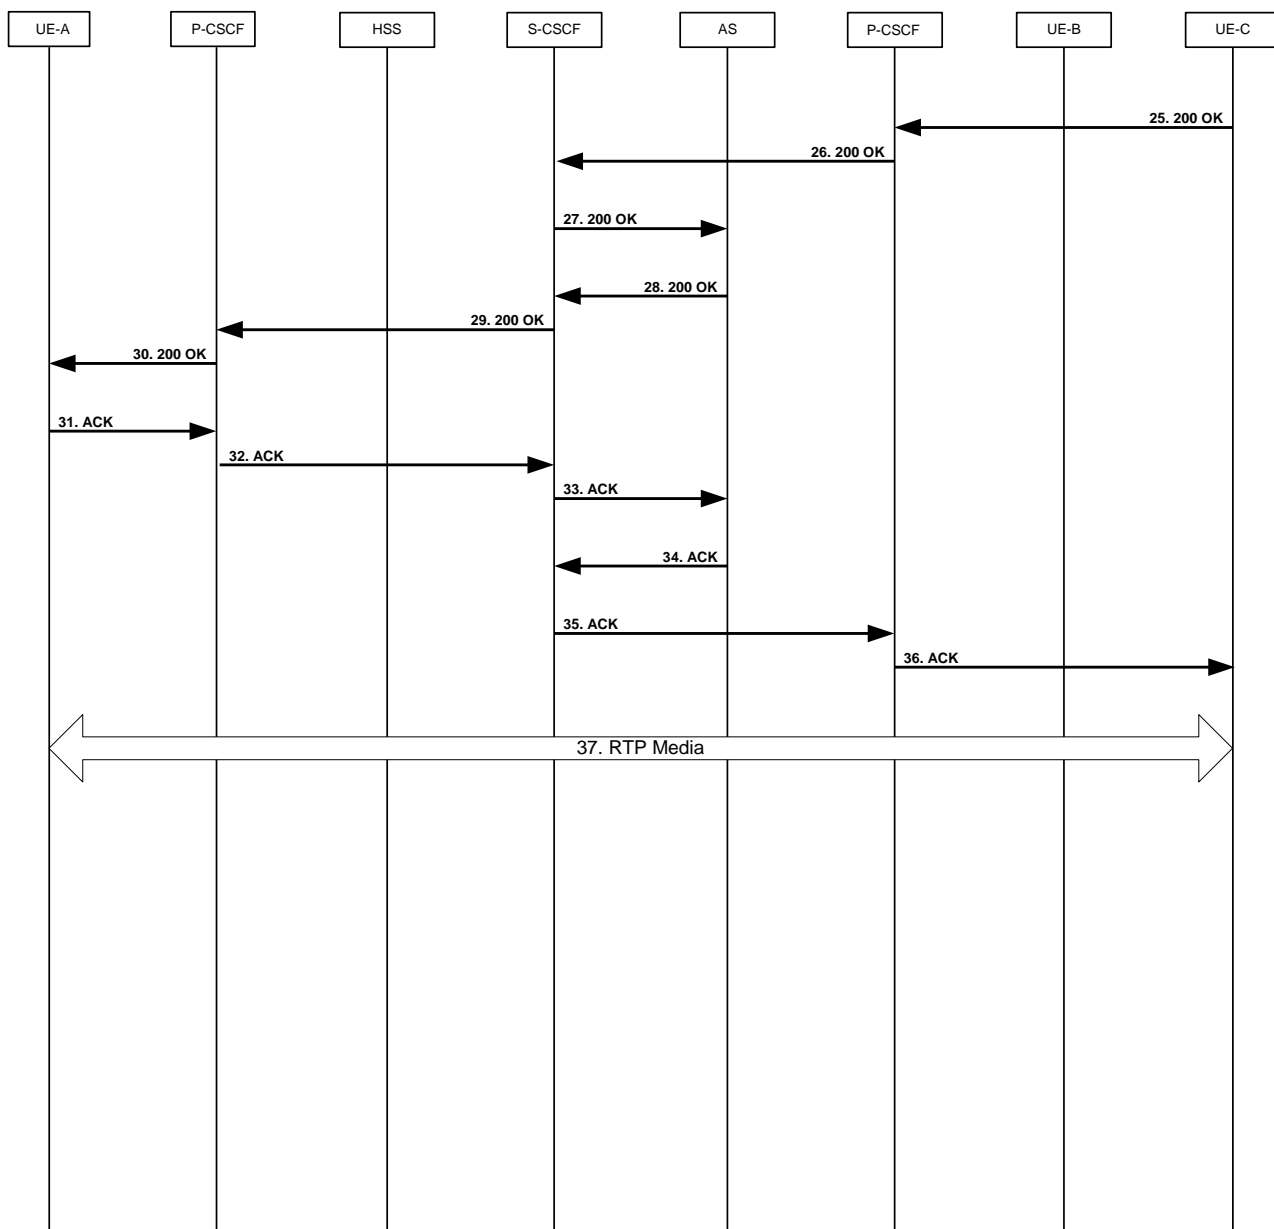 UE-A
P-CSCF
HSS
S-CSCF
AS
P-CSCF
UE-B
UE-C
25. 200 OK
26. 200 OK
27. 200 OK
28. 200 OK
29. 200 OK
30. 200 OK
31. ACK
32. ACK
33. ACK
34. ACK
35. ACK
36. ACK
37. RTP Media